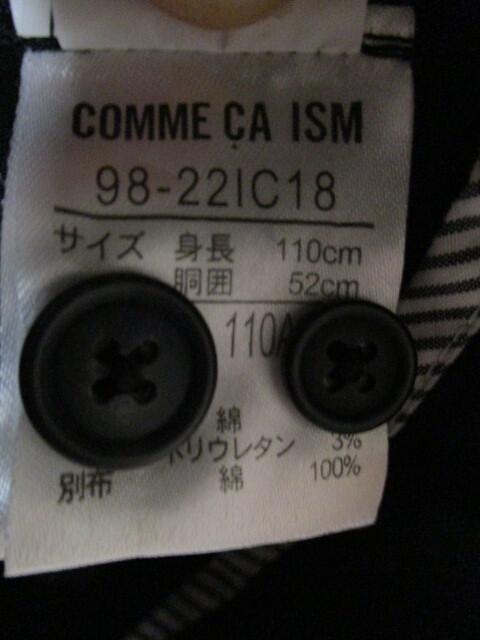 COMME ÇA ISM
98-22IC18
サイズ 身長 110cm
胴囲 52cm
110A
綿
ポリウレタン 3%
別布 綿 100%